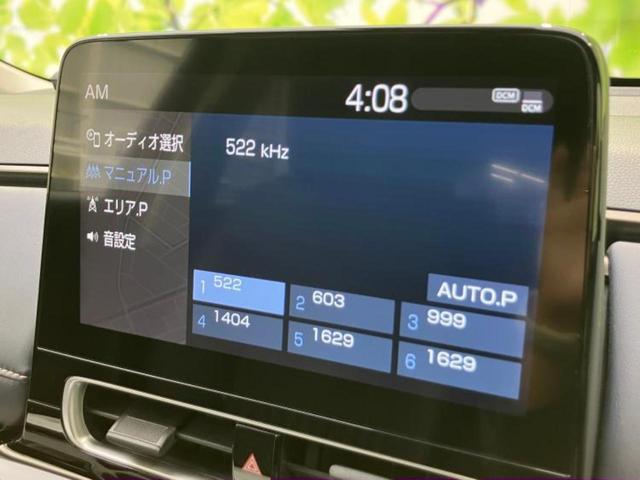 AM
4:08
DCM
DCM
オーディオ選択
マニュアル.P
エリア.P
音設定
522 kHz
AUTO.P
1 522
2 603
3 999
4 1404
5 1629
6 1629